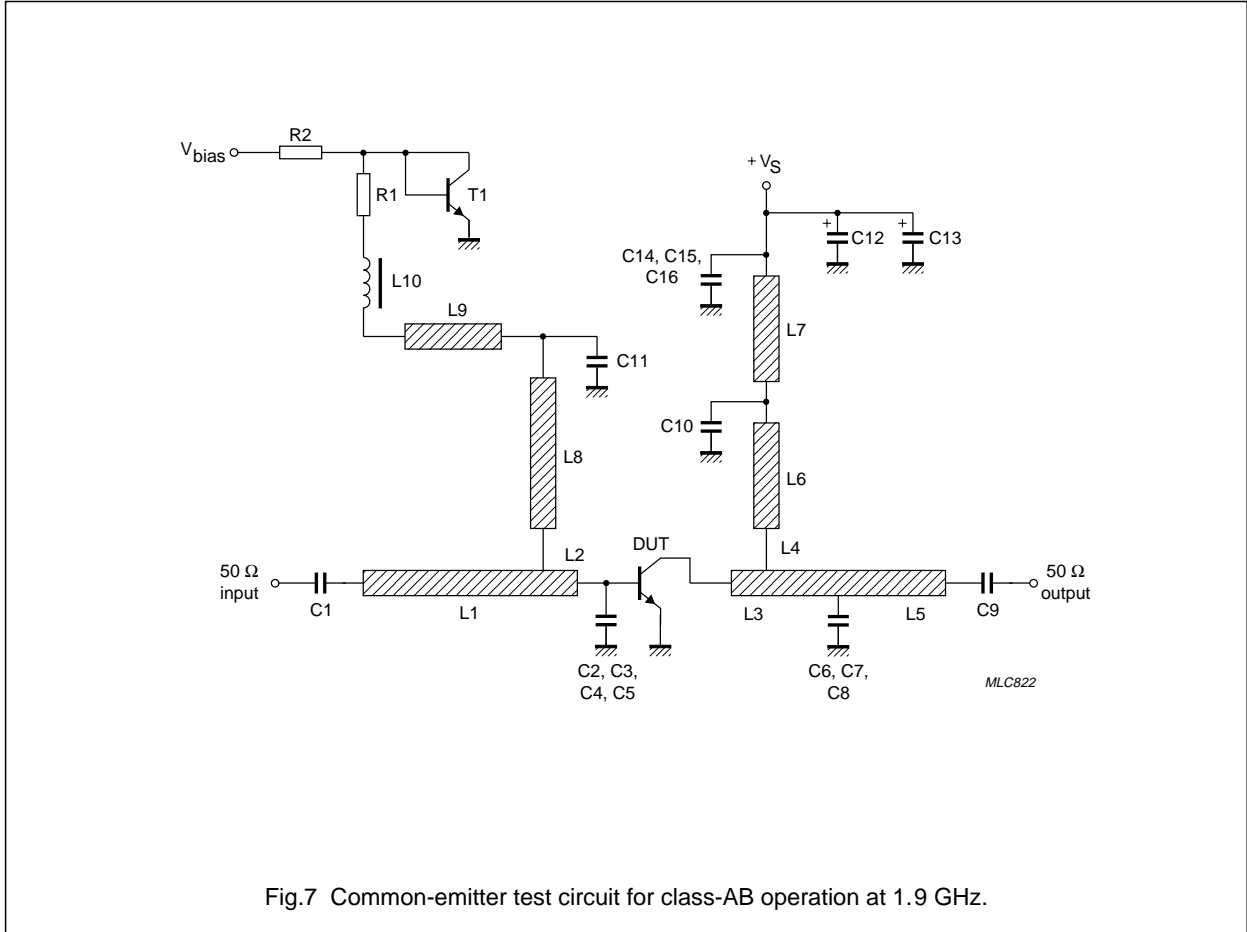 R2
V bias
R1
T1
+ VS
C12
C13
C14, C15,
C16
L10
L9
L7
C11
C10
L8
L6
L2
DUT
L4
50 Ω
input
C1
L1
L3
L5
C9
50 Ω
output
C2, C3,
C4, C5
C6, C7,
C8
MLC822
Fig.7 Common-emitter test circuit for class-AB operation at 1.9 GHz.